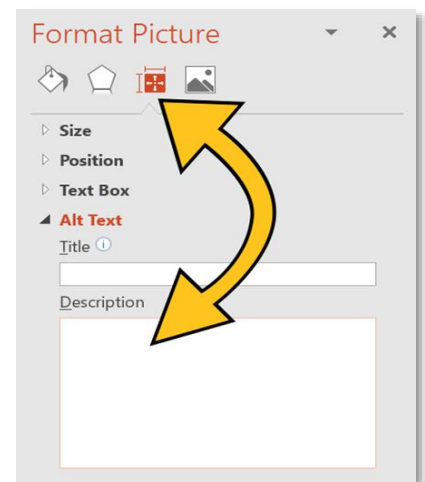 Format Picture
Size
Position
Text Box
Alt Text
Title
Description